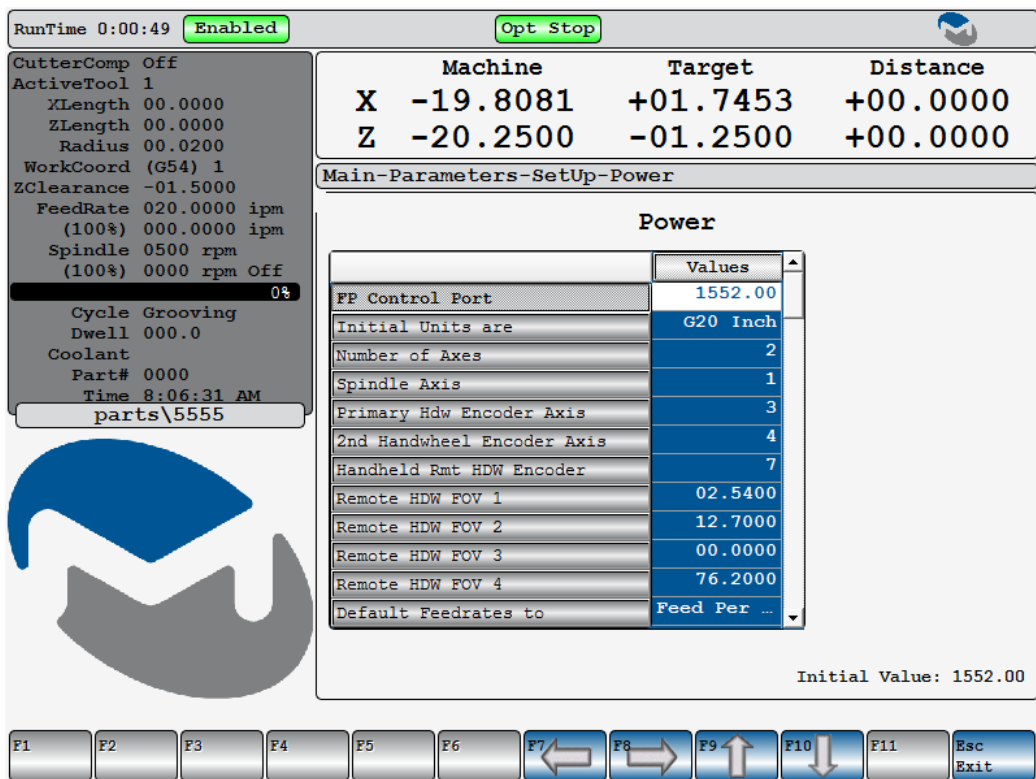 RunTime 0:00:49 Enabled Opt Stop
CutterComp Off
ActiveTool 1
XLength 00.0000
ZLength 00.0000
Radius 00.0200
WorkCoord (G54) 1
ZClearance -01.5000
FeedRate 020.0000 ipm
(100%) 000.0000 ipm
Spindle 0500 rpm
(100%) 0000 rpm Off
0%
Cycle Grooving
Dwell 000.0
Coolant
Part# 0000
Time 8:06:31 AM
parts\5555
Machine Target Distance
X -19.8081 +01.7453 +00.0000
Z -20.2500 -01.2500 +00.0000
Main-Parameters-SetUp-Power
Power
Values
FP Control Port 1552.00
Initial Units are G20 Inch
Number of Axes 2
Spindle Axis 1
Primary Hdw Encoder Axis 3
2nd Handwheel Encoder Axis 4
Handheld Rmt HDW Encoder 7
Remote HDW FOV 1 02.5400
Remote HDW FOV 2 12.7000
Remote HDW FOV 3 00.0000
Remote HDW FOV 4 76.2000
Default Feedrates to Feed Per ...
Initial Value: 1552.00
F1 F2 F3 F4 F5 F6 F7 F8 F9 F10 F11 Esc
Exit